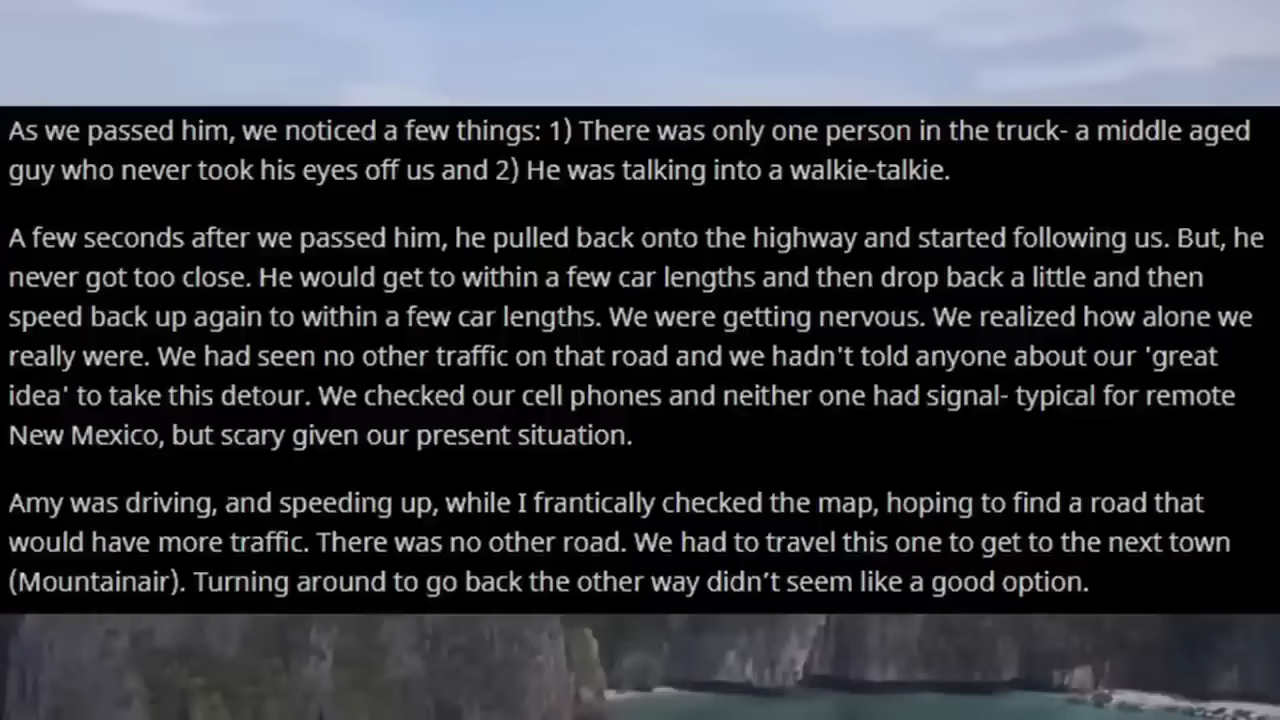 As we passed him, we noticed a few things: 1) There was only one person in the truck- a middle aged
guy who never took his eyes off us and 2) He was talking into a walkie-talkie.
A few seconds after we passed him, he pulled back onto the highway and started following us. But, he
never got too close. He would get to within a few car lengths and then drop back a little and then
speed back up again to within a few car lengths. We were getting nervous. We realized how alone we
really were. We had seen no other traffic on that road and we hadn't told anyone about our 'great
idea' to take this detour. We checked our cell phones and neither one had signal- typical for remote
New Mexico, but scary given our present situation.
Amy was driving, and speeding up, while I frantically checked the map, hoping to find a road that
would have more traffic. There was no other road. We had to travel this one to get to the next town
(Mountainair). Turning around to go back the other way didn’t seem like a good option.